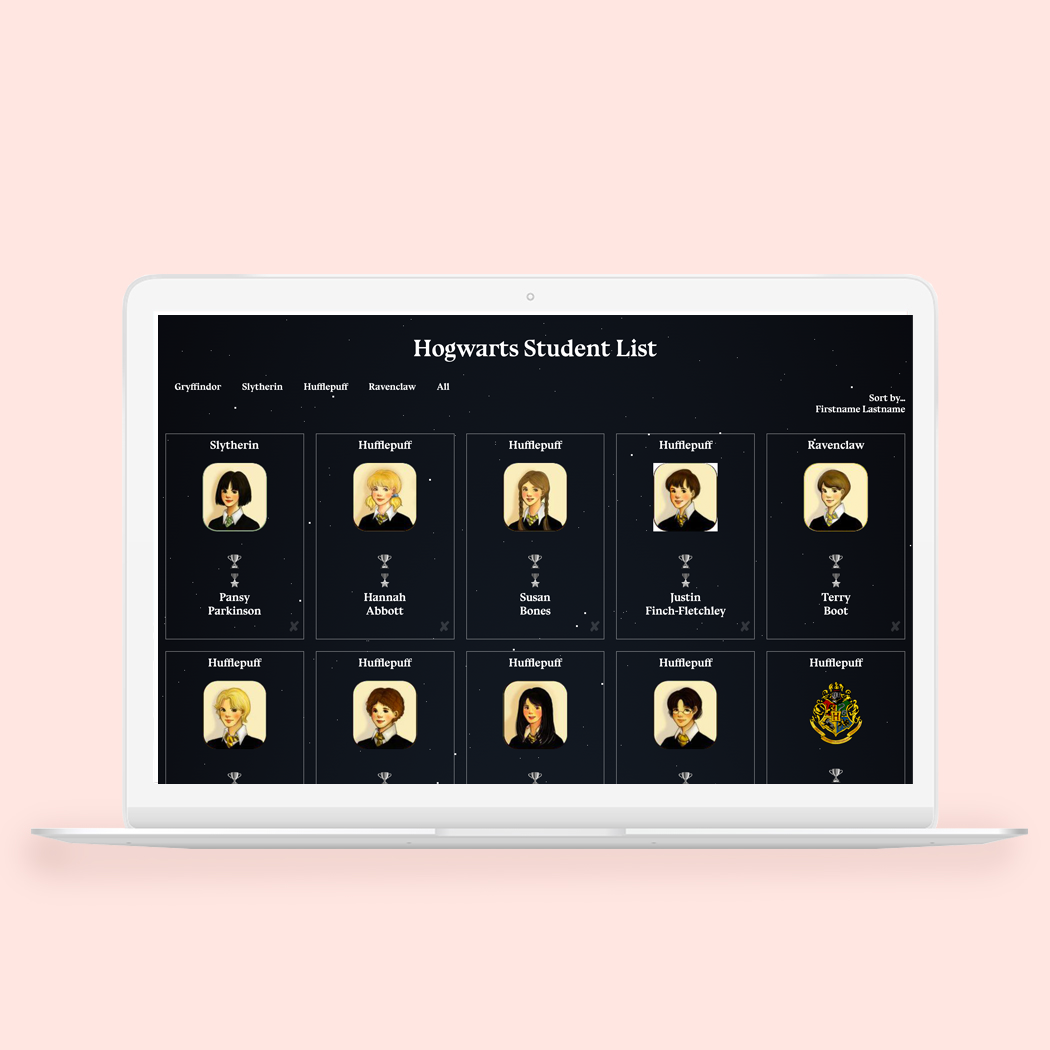 Hogwarts Student List
Gryffindor Slytherin Hufflepuff Ravenclaw All
Sort by...
Firstname Lastname
Slytherin
Pansy
Parkinson
Hufflepuff
Hannah
Abbott
Hufflepuff
Susan
Bones
Hufflepuff
Justin
Finch-Fletchley
Ravenclaw
Terry
Boot
Hufflepuff
Hufflepuff
Hufflepuff
Hufflepuff
Hufflepuff